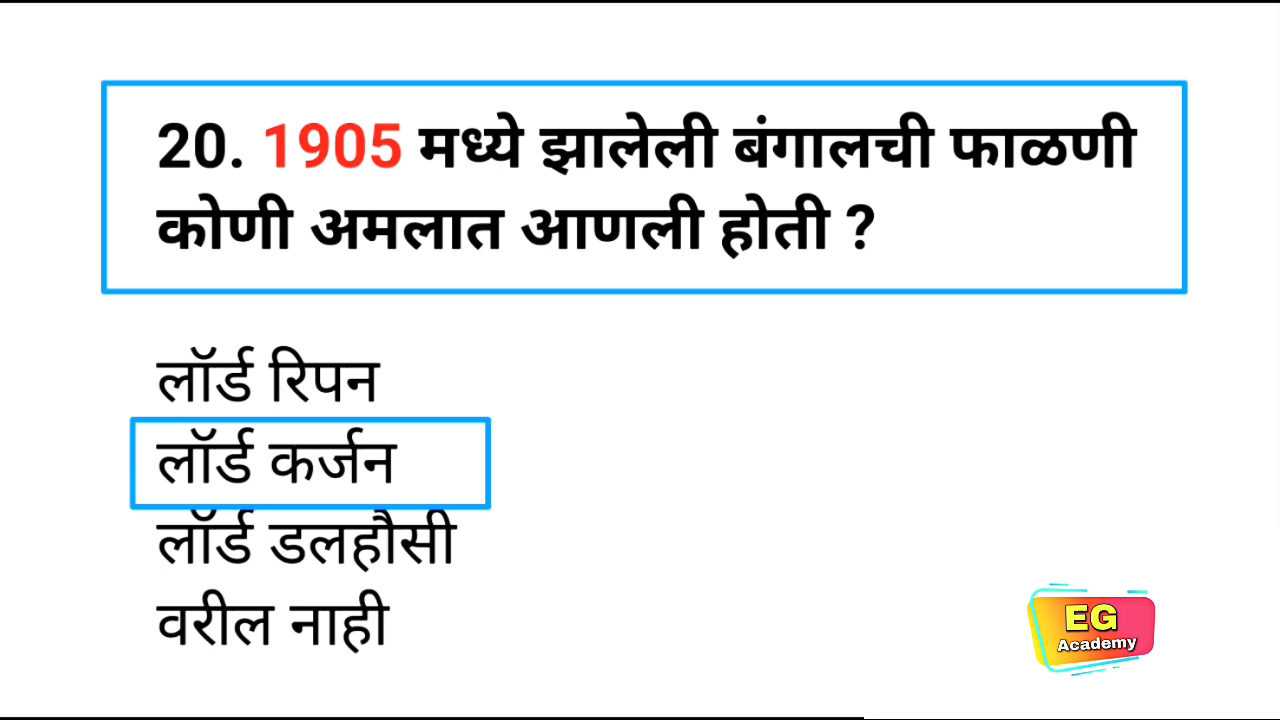 20. 1905 मध्ये झालेली बंगालची फाळणी
कोणी अमलात आणली होती ?
लॉर्ड रिपन
लॉर्ड कर्जन
लॉर्ड डलहौसी
वरील नाही
EG
Academy